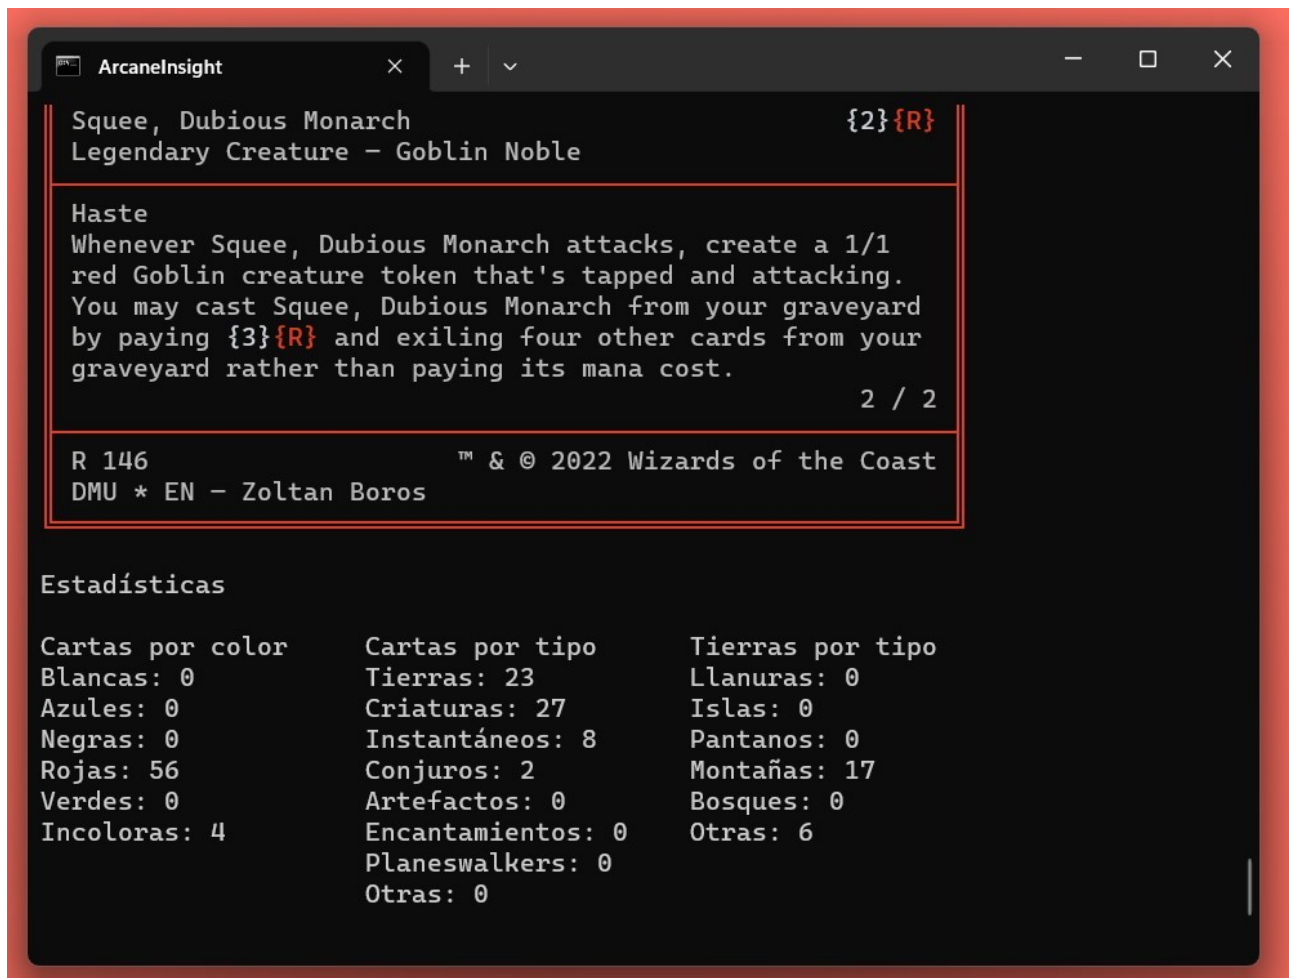 ArcaneInsight
Squee, Dubious Monarch {2}{R}
Legendary Creature — Goblin Noble
Haste
Whenever Squee, Dubious Monarch attacks, create a 1/1
red Goblin creature token that's tapped and attacking.
You may cast Squee, Dubious Monarch from your graveyard
by paying {3}{R} and exiling four other cards from your
graveyard rather than paying its mana cost.
2 / 2
R 146 ™ & © 2022 Wizards of the Coast
DMU * EN — Zoltan Boros
Estadísticas
Cartas por color Cartas por tipo Tierras por tipo
Blancas: 0 Tierras: 23 Llanuras: 0
Azules: 0 Criaturas: 27 Islas: 0
Negras: 0 Instantáneos: 8 Pantanos: 0
Rojas: 56 Conjuros: 2 Montañas: 17
Verdes: 0 Artefactos: 0 Bosques: 0
Incoloras: 4 Encantamientos: 0 Otras: 6
Planeswalkers: 0
Otras: 0